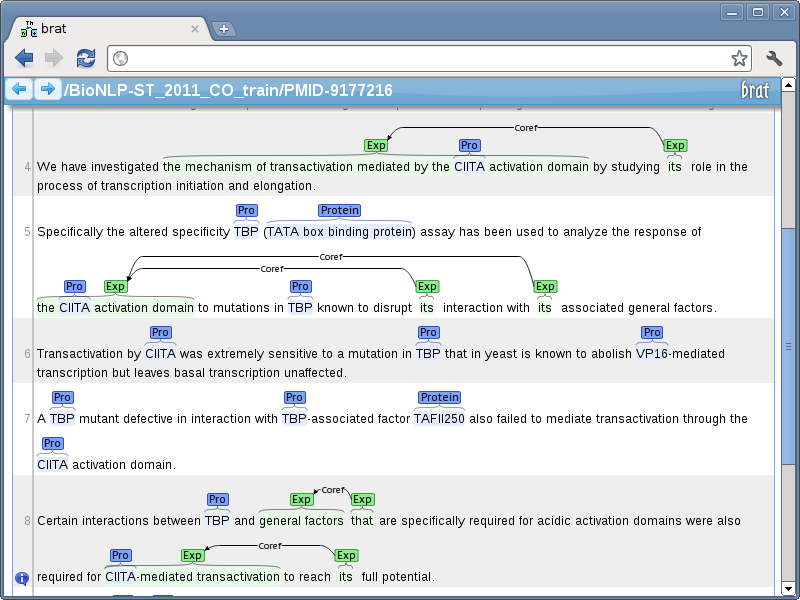 brat
/BioNLP-ST_2011_CO_train/PMID-9177216 brat
Coref
Exp Pro Exp
4 We have investigated the mechanism of transactivation mediated by the CIITA activation domain by studying its role in the
process of transcription initiation and elongation.
Pro Protein
5 Specifically the altered specificity TBP (TATA box binding protein) assay has been used to analyze the response of
Coref
Coref
Pro Exp Pro Exp Exp
the CIITA activation domain to mutations in TBP known to disrupt its interaction with its associated general factors.
Pro Pro Pro
6 Transactivation by CIITA was extremely sensitive to a mutation in TBP that in yeast is known to abolish VP16-mediated
transcription but leaves basal transcription unaffected.
Pro Pro Protein
7 A TBP mutant defective in interaction with TBP-associated factor TAFII250 also failed to mediate transactivation through the
Pro
CIITA activation domain.
Coref
Pro Exp Exp
8 Certain interactions between TBP and general factors that are specifically required for acidic activation domains were also
Coref
Pro Exp Exp
required for CIITA-mediated transactivation to reach its full potential.